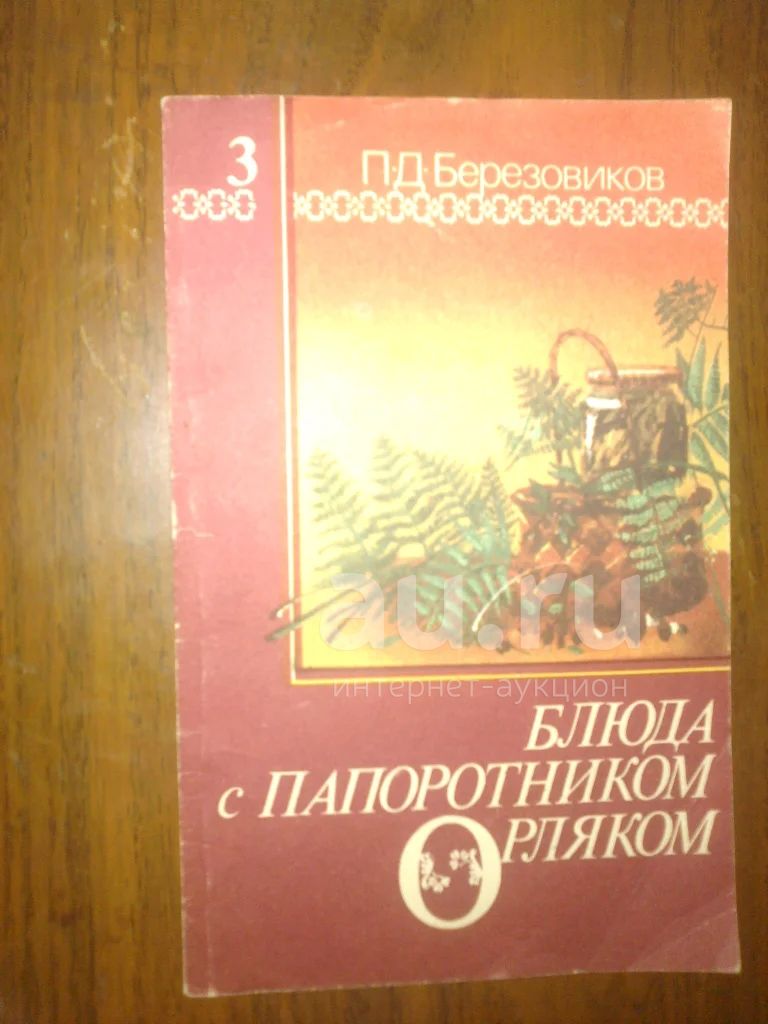 3
П.Д.Березовиков
au.ru
интернет-аукцион
БЛЮДА
с ПАПОРОТНИКОМ
ОРЛЯКОМ